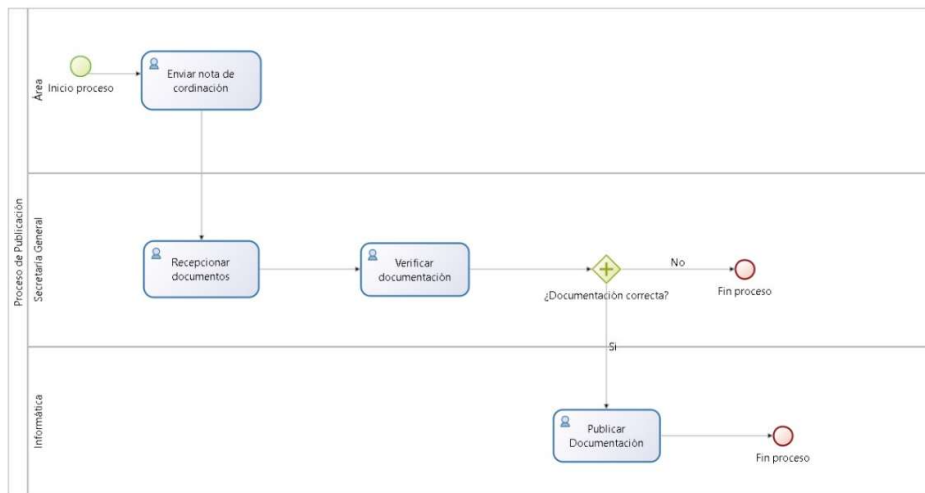 Proceso de Publicación
Área
Inicio proceso
Enviar nota de
cordinación
Secretaría General
Recepcionar
documentos
Verificar
documentación
¿Documentación correcta?
No
Fin proceso
Si
Informática
Publicar
Documentación
Fin proceso